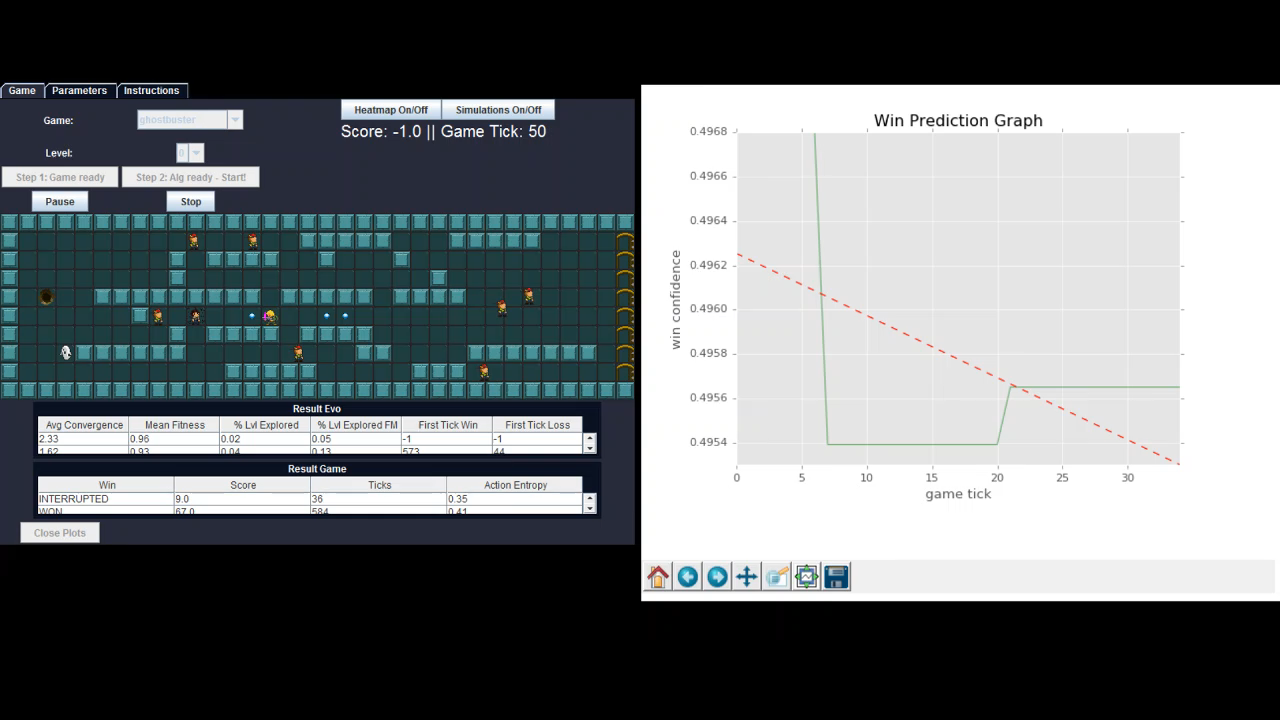 Game Parameters Instructions
Heatmap On/Off Simulations On/Off
Game: ghostbuster
Score: -1.0 || Game Tick: 50
Level: 0
Step 1: Game ready Step 2: Alg ready - Start!
Pause Stop
Result Evo
Avg Convergence Mean Fitness % Lvl Explored % Lvl Explored FM First Tick Win First Tick Loss
2.33 0.96 0.02 0.05 -1 -1
1.62 0.93 0.04 0.13 573 44
Result Game
Win Score Ticks Action Entropy
INTERRUPTED 9.0 36 0.35
WON 67.0 584 0.41
Close Plots
Win Prediction Graph
0.4968
0.4966
0.4964
0.4962
0.4960
0.4958
0.4956
0.4954
win confidence
0 5 10 15 20 25 30
game tick